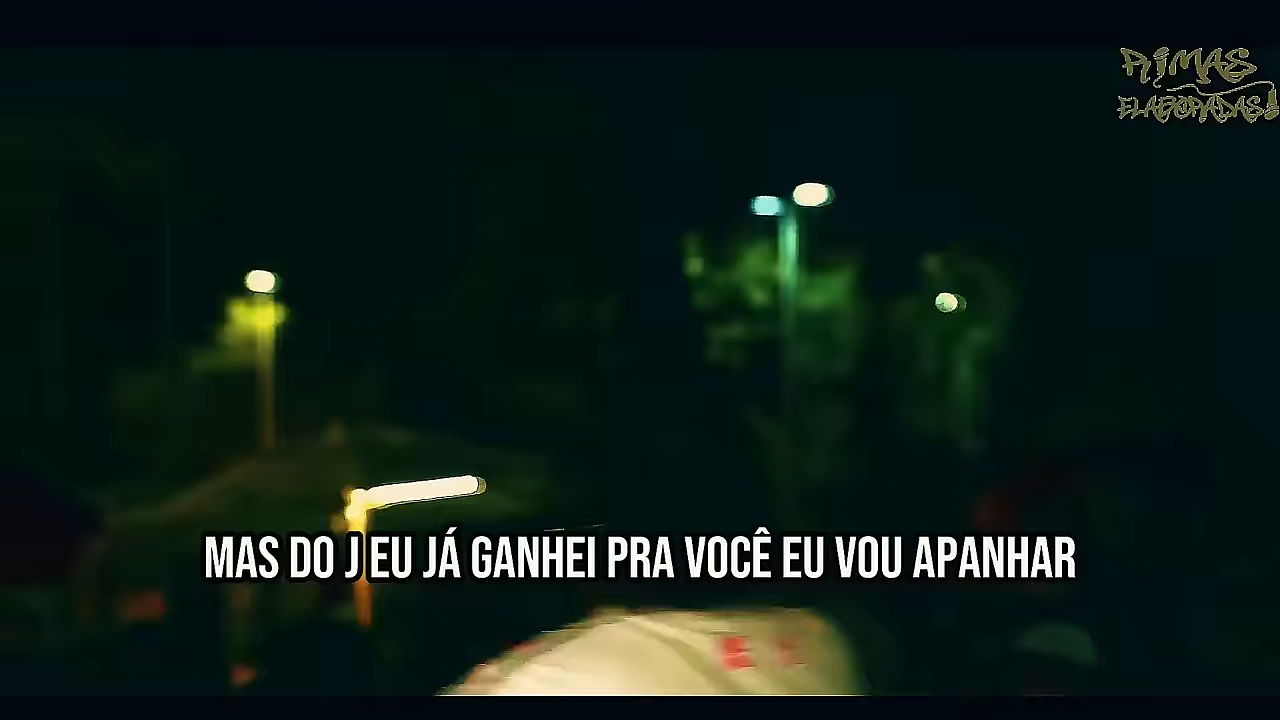 RIMAS
ELABORADAS!
MAS DO J EU JÁ GANHEI PRA VOCÊ EU VOU APANHAR